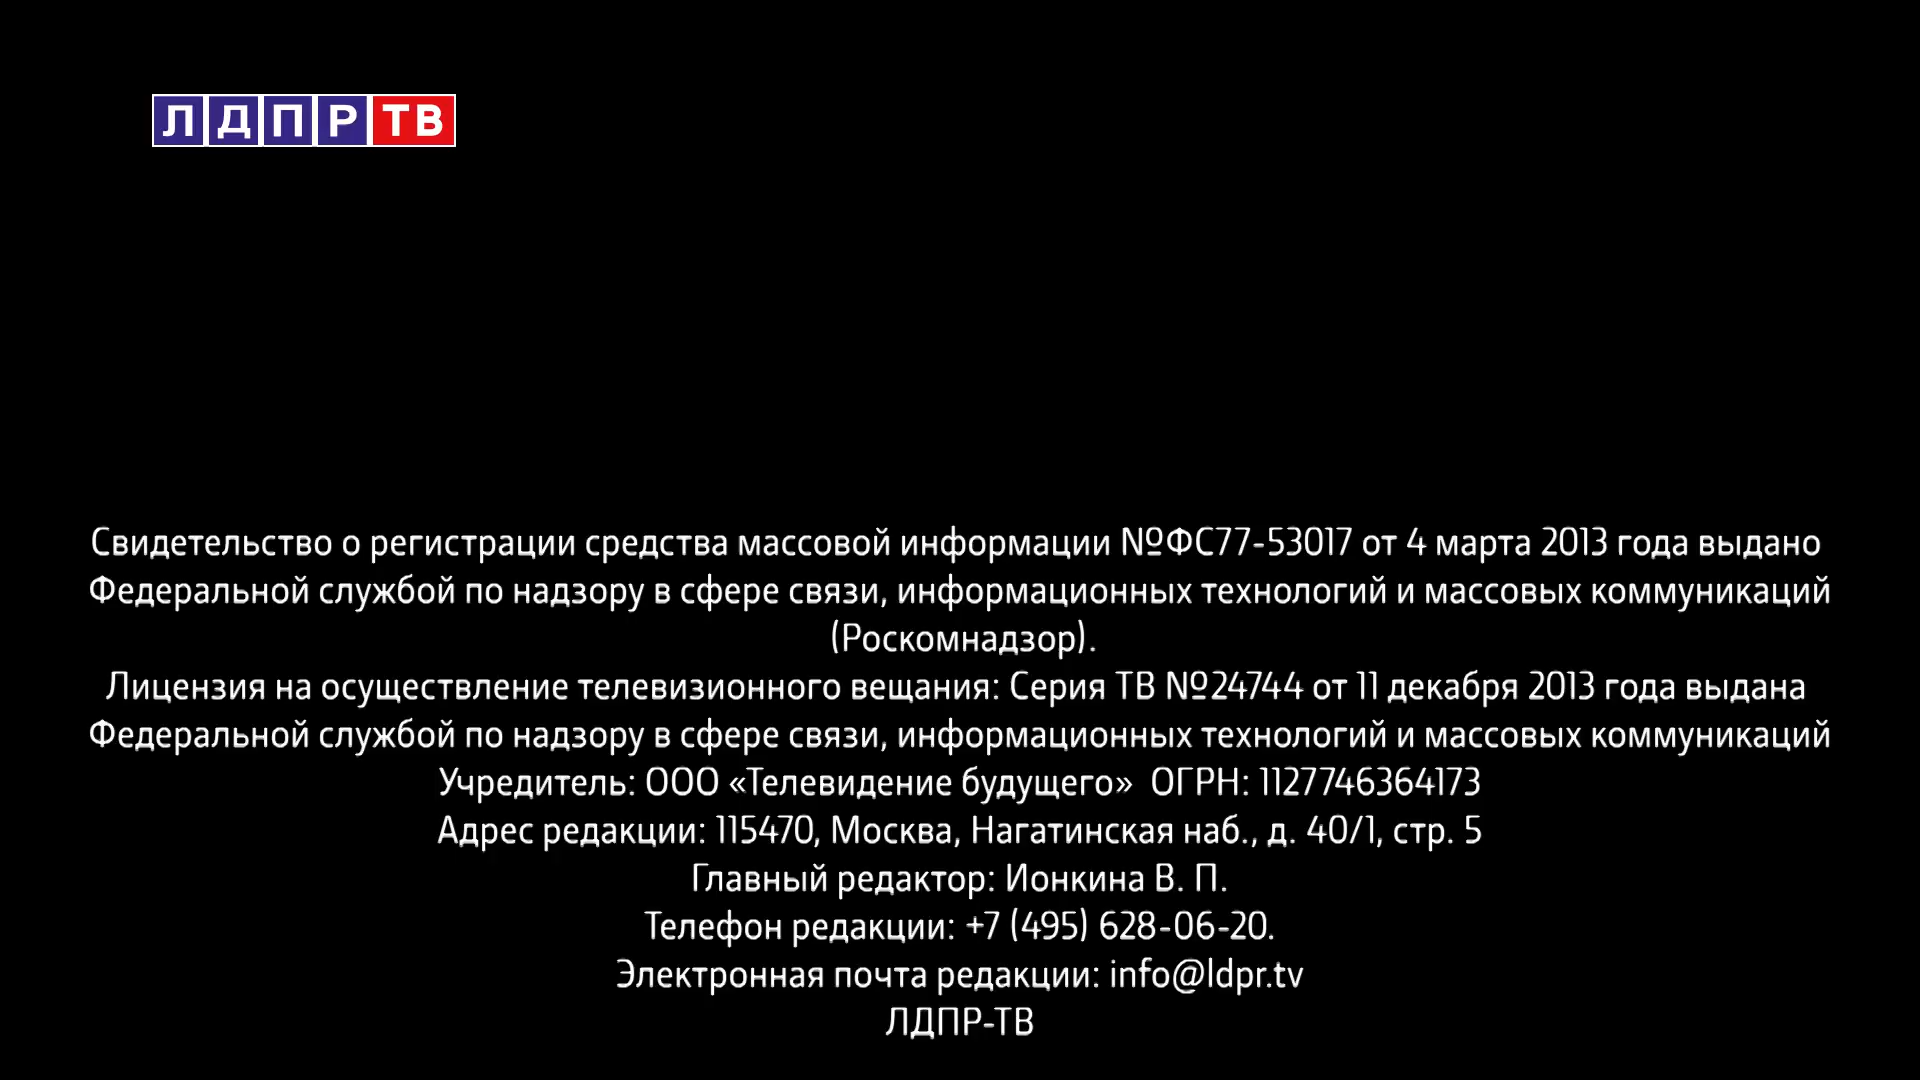 ЛДПР ТВ
Свидетельство о регистрации средства массовой информации №ФС77-53017 от 4 марта 2013 года выдано
Федеральной службой по надзору в сфере связи, информационных технологий и массовых коммуникаций
(Роскомнадзор).
Лицензия на осуществление телевизионного вещания: Серия ТВ №24744 от 11 декабря 2013 года выдана
Федеральной службой по надзору в сфере связи, информационных технологий и массовых коммуникаций
Учредитель: ООО «Телевидение будущего» ОГРН: 1127746364173
Адрес редакции: 115470, Москва, Нагатинская наб., д. 40/1, стр. 5
Главный редактор: Ионкина В. П.
Телефон редакции: +7 (495) 628-06-20.
Электронная почта редакции: info@ldpr.tv
ЛДПР-ТВ